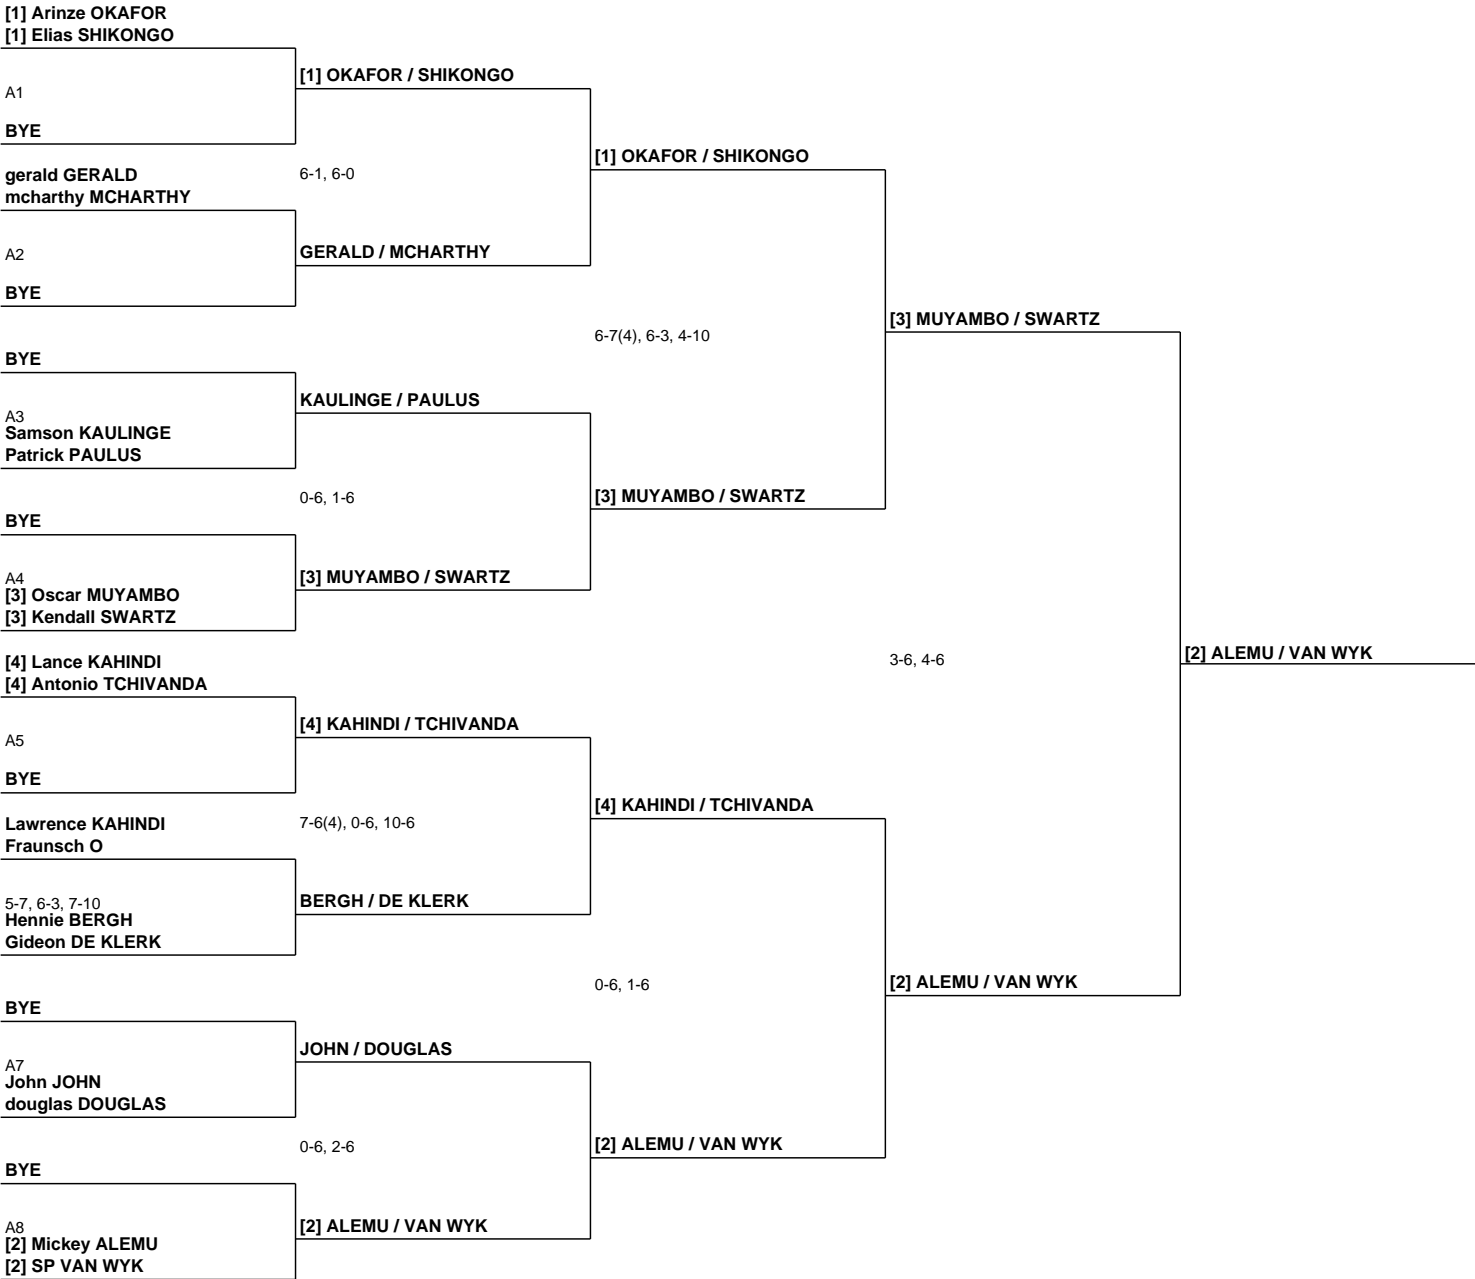 [1] Arinze OKAFOR
[1] Elias SHIKONGO
[1] OKAFOR / SHIKONGO
A1
BYE
[1] OKAFOR / SHIKONGO
gerald GERALD
6-1, 6-0
mcharthy MCHARTHY
A2
GERALD / MCHARTHY
BYE
[3] MUYAMBO / SWARTZ
6-7(4), 6-3, 4-10
BYE
KAULINGE / PAULUS
A3
Samson KAULINGE
Patrick PAULUS
0-6, 1-6
[3] MUYAMBO / SWARTZ
BYE
A4
[3] MUYAMBO / SWARTZ
[3] Oscar MUYAMBO
[3] Kendall SWARTZ
3-6, 4-6
[2] ALEMU / VAN WYK
[4] Lance KAHINDI
[4] Antonio TCHIVANDA
[4] KAHINDI / TCHIVANDA
A5
BYE
[4] KAHINDI / TCHIVANDA
Lawrence KAHINDI
7-6(4), 0-6, 10-6
Fraunsch O
5-7, 6-3, 7-10
BERGH / DE KLERK
Hennie BERGH
Gideon DE KLERK
0-6, 1-6
[2] ALEMU / VAN WYK
BYE
JOHN / DOUGLAS
A7
John JOHN
douglas DOUGLAS
0-6, 2-6
[2] ALEMU / VAN WYK
BYE
A8
[2] ALEMU / VAN WYK
[2] Mickey ALEMU
[2] SP VAN WYK